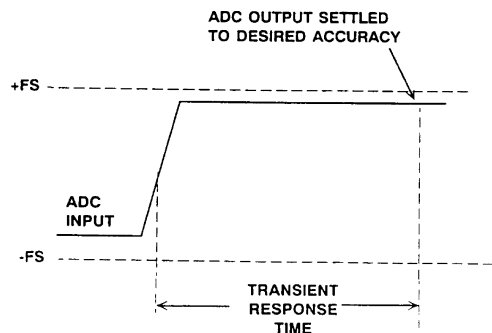 ADC OUTPUT SETTLED
TO DESIRED ACCURACY
+FS
ADC
INPUT
-FS
TRANSIENT
RESPONSE
TIME